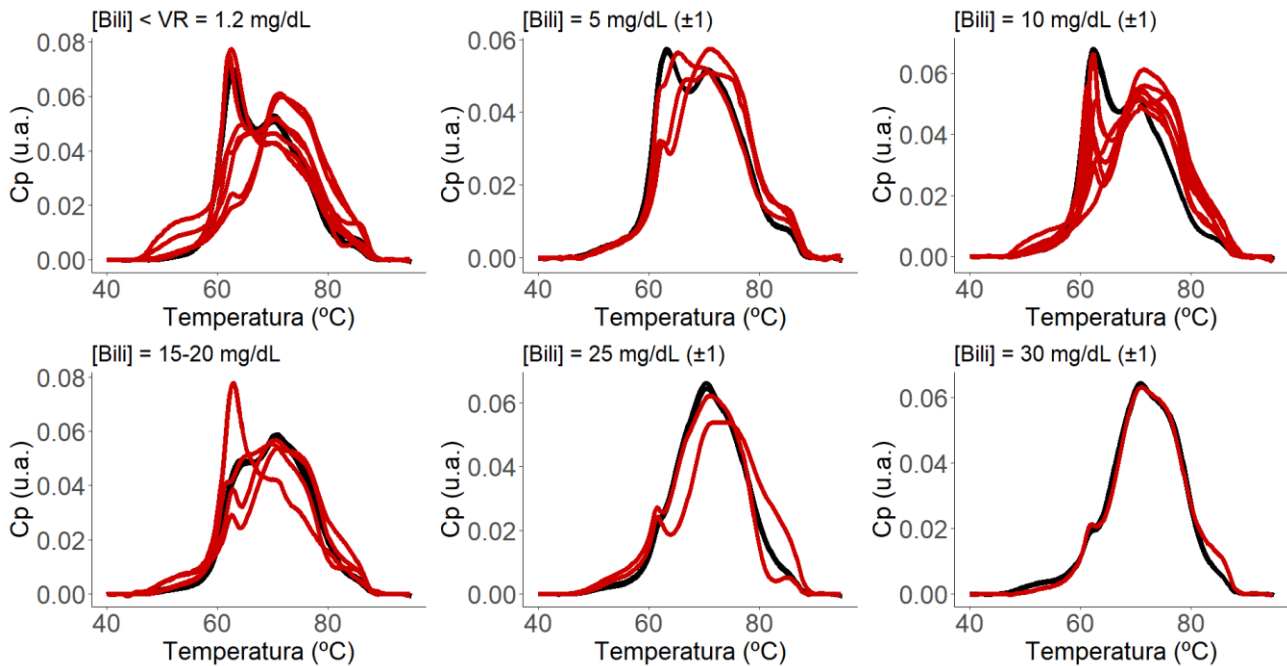 [Bili] < VR = 1.2 mg/dL
Cp (u.a.)
0.08
0.06
0.04
0.02
0.00
40
60
80
Temperatura (ºC)
[Bili] = 5 mg/dL (±1)
Cp (u.a.)
0.06
0.04
0.02
0.00
40
60
80
Temperatura (ºC)
[Bili] = 10 mg/dL (±1)
Cp (u.a.)
0.06
0.04
0.02
0.00
40
60
80
Temperatura (ºC)
[Bili] = 15-20 mg/dL
Cp (u.a.)
0.08
0.06
0.04
0.02
0.00
40
60
80
Temperatura (ºC)
[Bili] = 25 mg/dL (±1)
Cp (u.a.)
0.06
0.04
0.02
0.00
40
60
80
Temperatura (ºC)
[Bili] = 30 mg/dL (±1)
Cp (u.a.)
0.06
0.04
0.02
0.00
40
60
80
Temperatura (ºC)